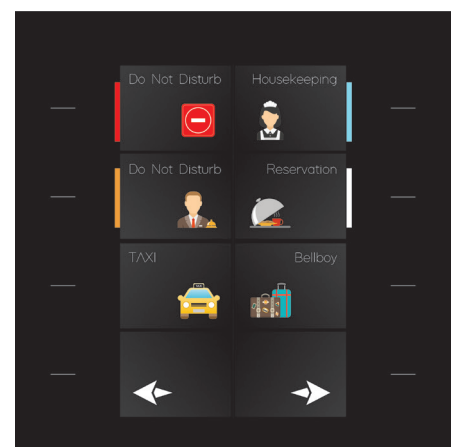 Do Not Disturb
Housekeeping
Do Not Disturb
Reservation
TAXI
Bellboy